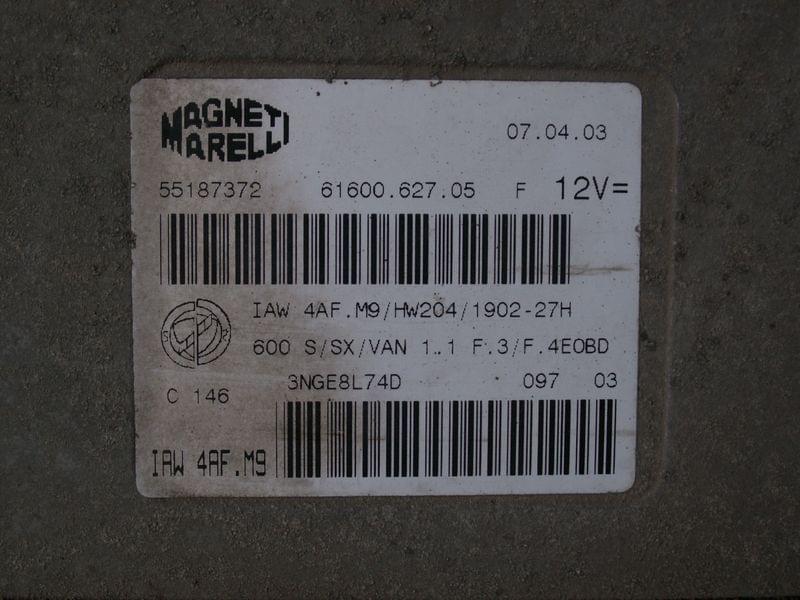 MAGNETI
MARELLI
07.04.03
55187372 61600.627.05 F 12V=
IAW 4AF.M9/HW204/1902-27H
600 S/SX/VAN 1.1 F.3/F.4EOBD
3NGE8L74D 097 03
C 146
IAW 4AF.M9